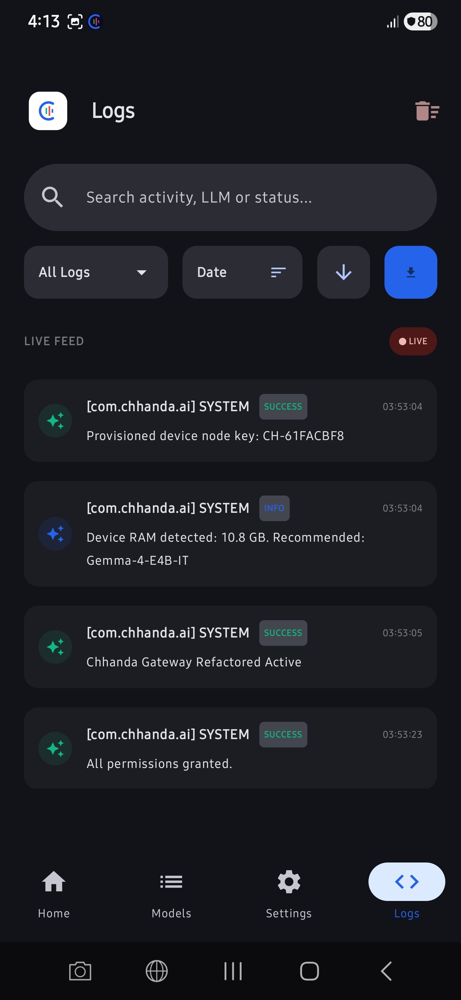 4:13
80
Logs
Search activity, LLM or status...
All Logs
Date
LIVE FEED
LIVE
[com.chhanda.ai] SYSTEM SUCCESS 03:53:04
Provisioned device node key: CH-61FACBF8
[com.chhanda.ai] SYSTEM INFO 03:53:04
Device RAM detected: 10.8 GB. Recommended:
Gemma-4-E4B-IT
[com.chhanda.ai] SYSTEM SUCCESS 03:53:05
Chhanda Gateway Refactored Active
[com.chhanda.ai] SYSTEM SUCCESS 03:53:23
All permissions granted.
Home
Models
Settings
Logs